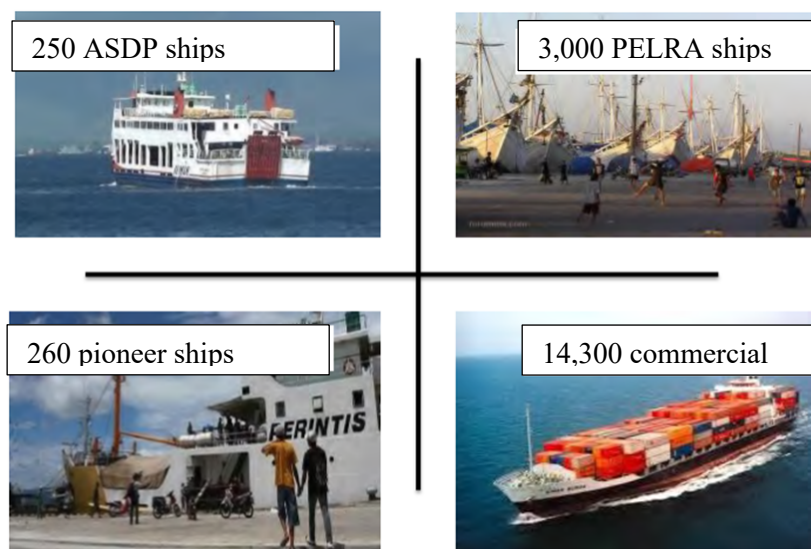 250 ASDP ships
3,000 PELRA ships
260 pioneer ships
14,300 commercial
PERINTIS